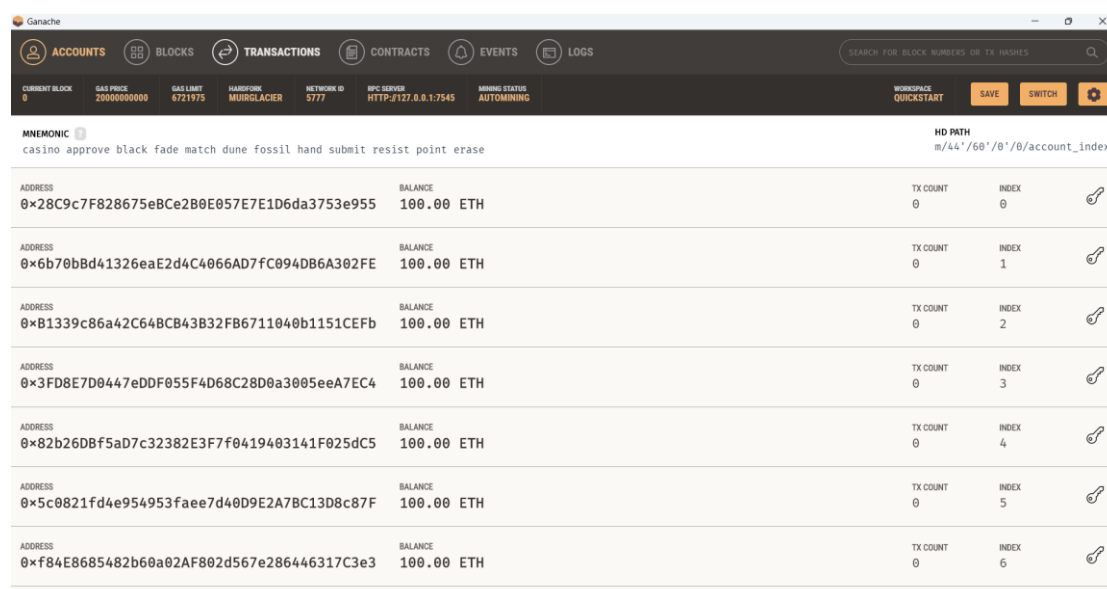 Ganache
ACCOUNTS BLOCKS TRANSACTIONS CONTRACTS EVENTS LOGS SEARCH FOR BLOCK NUMBERS OR TX HASHES
CURRENT BLOCK GAS PRICE GAS LIMIT HARDFORK NETWORK ID RPC SERVER MINING STATUS WORKSPACE
0 20000000000 6721975 MUIRGLACIER 5777 HTTP://127.0.0.1:7545 AUTOMINING QUICKSTART SAVE SWITCH
MNEMONIC ? HD PATH
casino approve black fade match dune fossil hand submit resist point erase m/44'/60'/0'/0/account_index
ADDRESS BALANCE TX COUNT INDEX
0×28C9c7F828675eBCe2B0E057E7E1D6da3753e955 100.00 ETH 0 0
ADDRESS BALANCE TX COUNT INDEX
0×6b70bBd41326eaE2d4C4066AD7fC094DB6A302FE 100.00 ETH 0 1
ADDRESS BALANCE TX COUNT INDEX
0×B1339c86a42C64BCB43B32FB6711040b1151CEFb 100.00 ETH 0 2
ADDRESS BALANCE TX COUNT INDEX
0×3FD8E7D0447eDDF055F4D68C28D0a3005eeA7EC4 100.00 ETH 0 3
ADDRESS BALANCE TX COUNT INDEX
0×82b26DBf5aD7c32382E3F7f0419403141F025dC5 100.00 ETH 0 4
ADDRESS BALANCE TX COUNT INDEX
0×5c0821fd4e954953faee7d40D9E2A7BC13D8c87F 100.00 ETH 0 5
ADDRESS BALANCE TX COUNT INDEX
0×f84E8685482b60a02AF802d567e286446317C3e3 100.00 ETH 0 6